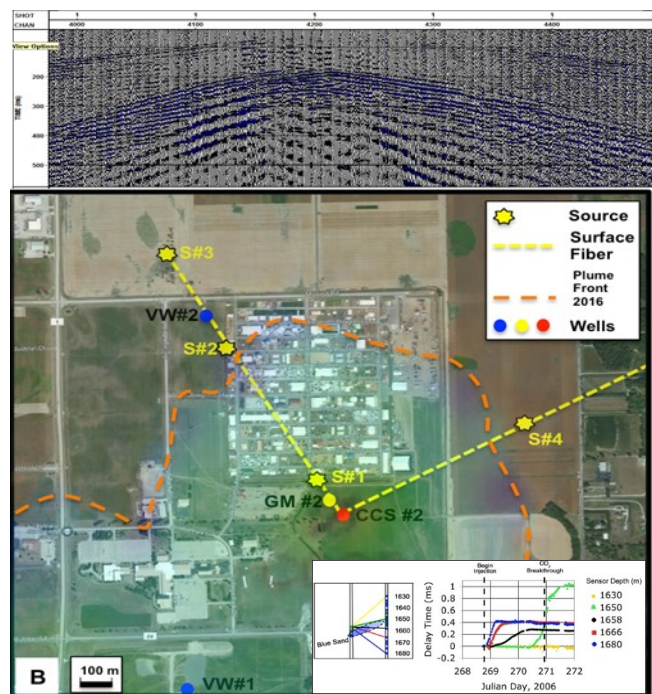 SHOT
CHAN 4000 4100 4212 4300 4400
View Options
TIME (ms)
200
300
400
500
Source
Surface
Fiber
Plume
Front
2016
Wells
S#3
VW#2
S#2
S#4
S#1
GM #2
CCS #2
VW#1
B
100 m
Blue Sand
1630
1640
1650
1660
1670
1680
Begin
Injection
CO2
Breakthrough
Delay Time (ms)
1
0.8
0.6
0.4
0.2
0
-0.2
268 269 270 271 272
Julian Day, 2006
Sensor Depth (m)
1630
1650
1658
1666
1680